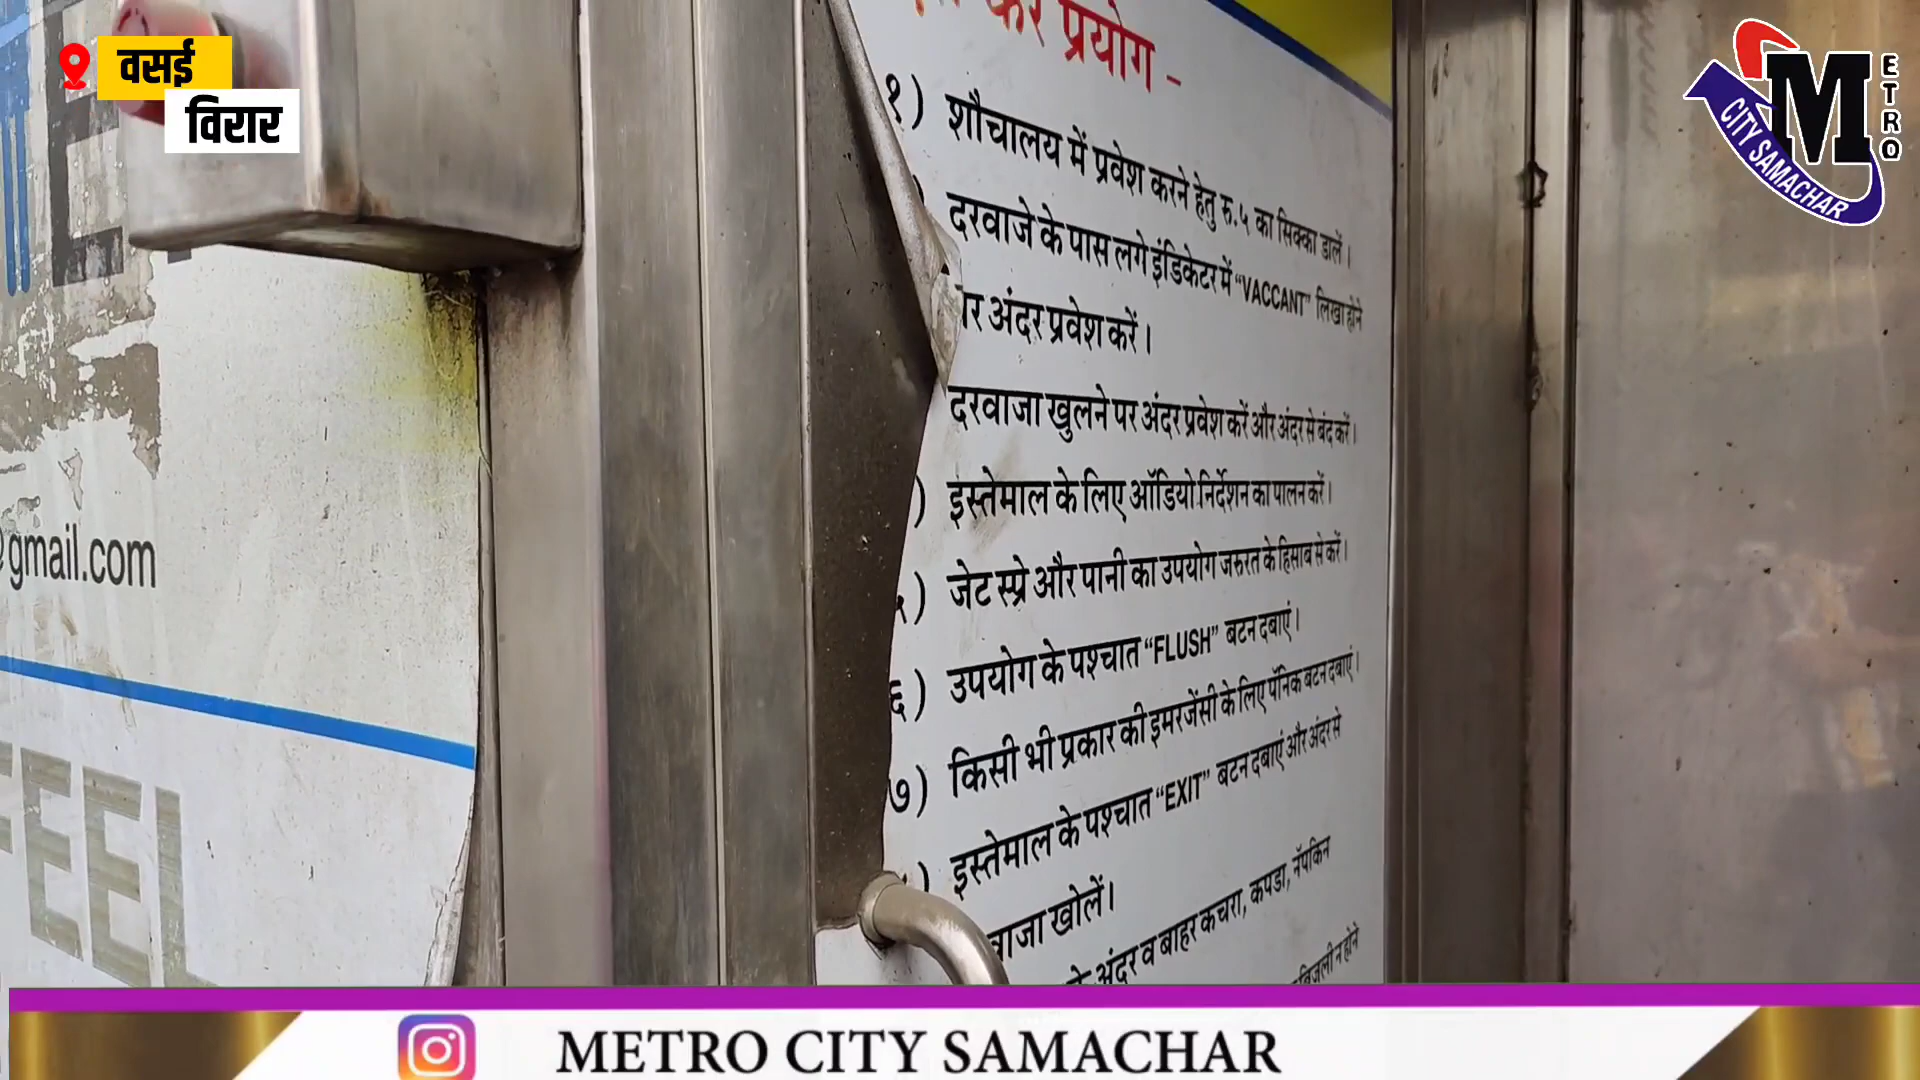 वसई
विरार
METRO
CITY SAMACHAR
@gmail.com
FEEL
प्रयोग -
१) शौचालय में प्रवेश करने हेतु रु.५ का सिक्का डालें।
दरवाजे के पास लगे इंडिकेटर में “VACCANT” लिखा होने
अंदर प्रवेश करें।
दरवाजा खुलने पर अंदर प्रवेश करें और अंदर से बंद करें।
) इस्तेमाल के लिए ऑडियो निर्देशन का पालन करें।
५) जेट स्प्रे और पानी का उपयोग जरुरत के हिसाब से करें।
६) उपयोग के पश्चात “FLUSH” बटन दबाएं।
७) किसी भी प्रकार की इमरजेंसी के लिए पॅनिक बटन दबाएं।
) इस्तेमाल के पश्चात “EXIT” बटन दबाएं और अंदर से
वाजा खोलें।
अंदर व बाहर कचरा, कपडा, नॅपकिन
बिजली न होने
METRO CITY SAMACHAR